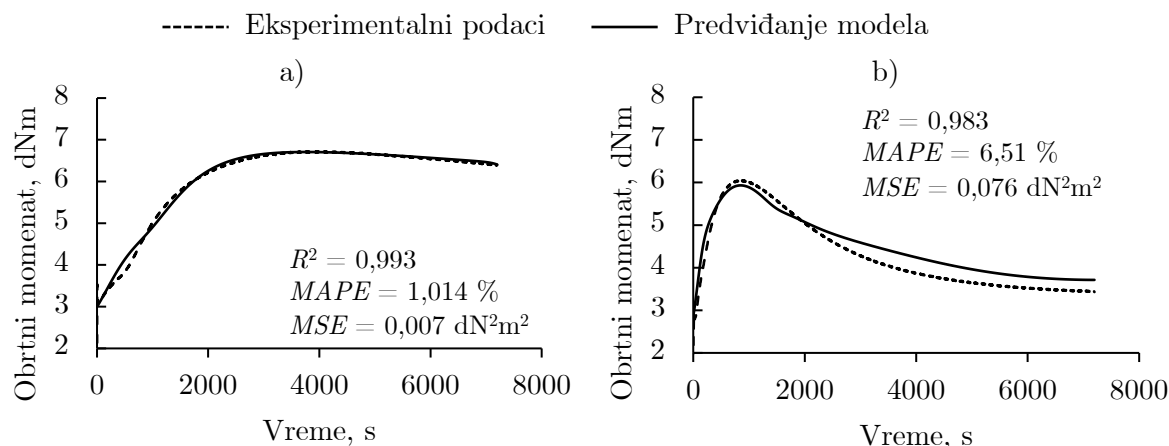 Eksperimentalni podaci Predviđanje modela
a)
Obrtni momenat, dNm
8
7
6
5
4
3
2
R² = 0,993
MAPE = 1,014 %
MSE = 0,007 dN²m²
0 2000 4000 6000 8000
Vreme, s
b)
Obrtni momenat, dNm
8
7
6
5
4
3
2
R² = 0,983
MAPE = 6,51 %
MSE = 0,076 dN²m²
0 2000 4000 6000 8000
Vreme, s